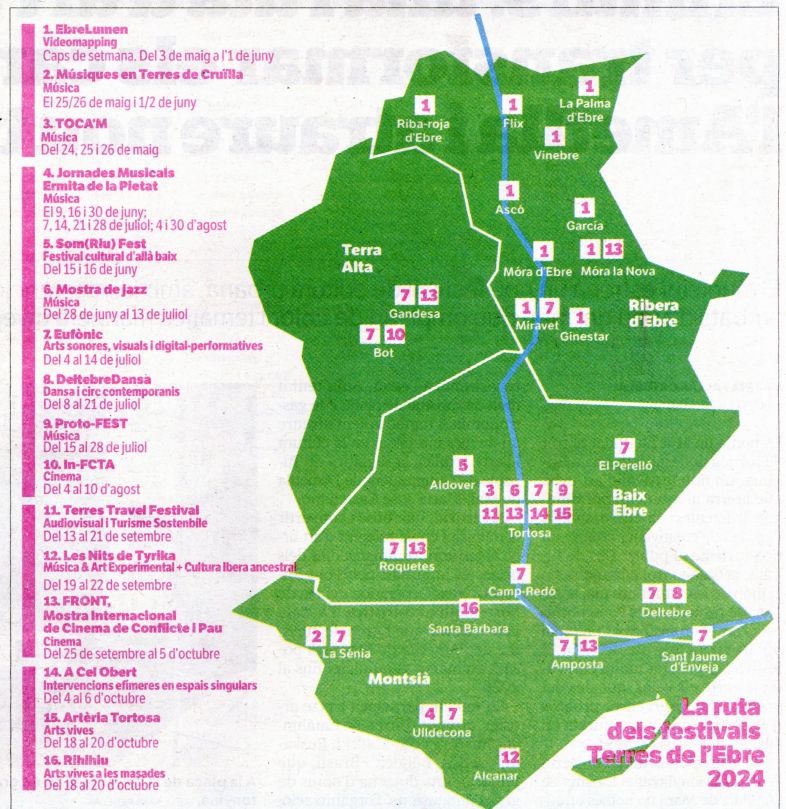 1. EbreLumen
Videomapping
Caps de setmana. Del 3 de maig a l'1 de juny
2. Músiques en Terres de Cruïlla
Música
El 25/26 de maig i 1/2 de juny
3. TOCA'M
Música
Del 24, 25 i 26 de maig
4. Jornades Musicals
Ermita de la Pietat
Música
El 9, 16 i 30 de juny;
7, 14, 21 i 28 de juliol; 4 i 30 d'agost
5. Som(Riu) Fest
Festival cultural d'allà baix
Del 15 i 16 de juny
6. Mostra de jazz
Música
Del 28 de juny al 13 de juliol
7. Eufònic
Arts sonores, visuals i digital-performatives
Del 4 al 14 de juliol
8. DeltebreDansa
Dansa i circ contemporanis
Del 8 al 21 de juliol
9. Proto-FEST
Música
Del 15 al 28 de juliol
10. In-FCTA
Cinema
Del 4 al 10 d'agost
11. Terres Travel Festival
Audiovisual i Turisme Sostenbile
Del 13 al 21 de setembre
12. Les Nits de Tyrika
Música & Art Experimental + Cultura Ibera ancestral
Del 19 al 22 de setembre
13. FRONT,
Mostra Internacional
de Cinema de Conflicte i Pau
Cinema
Del 25 de setembre al 5 d'octubre
14. A Cel Obert
Intervencions efímeres en espais singulars
Del 4 al 6 d'octubre
15. Artèria Tortosa
Arts vives
Del 18 al 20 d'octubre
16. Rihihiu
Arts vives a les masades
Del 18 al 20 d'octubre
1
Riba-roja
d'Ebre
1
Flix
1
La Palma
d'Ebre
1
Vinebre
1
Ascó
1
Garcia
1
Móra d'Ebre
1 13
Móra la Nova
1 7
Miravet
1
Ginestar
Ribera
d'Ebre
Terra
Alta
7 13
Gandesa
7 10
Bot
5
Aldover
3 6 7 9
11 13 14 15
Tortosa
7
El Perelló
Baix
Ebre
7 13
Roquetes
7
Camp-Redó
7 8
Deltebre
16
Santa Bàrbara
2 7
La Sénia
7 13
Amposta
7
Sant Jaume
d'Enveja
Montsià
4 7
Ulldecona
12
Alcanar
La ruta
dels festivals
Terres de l'Ebre
2024